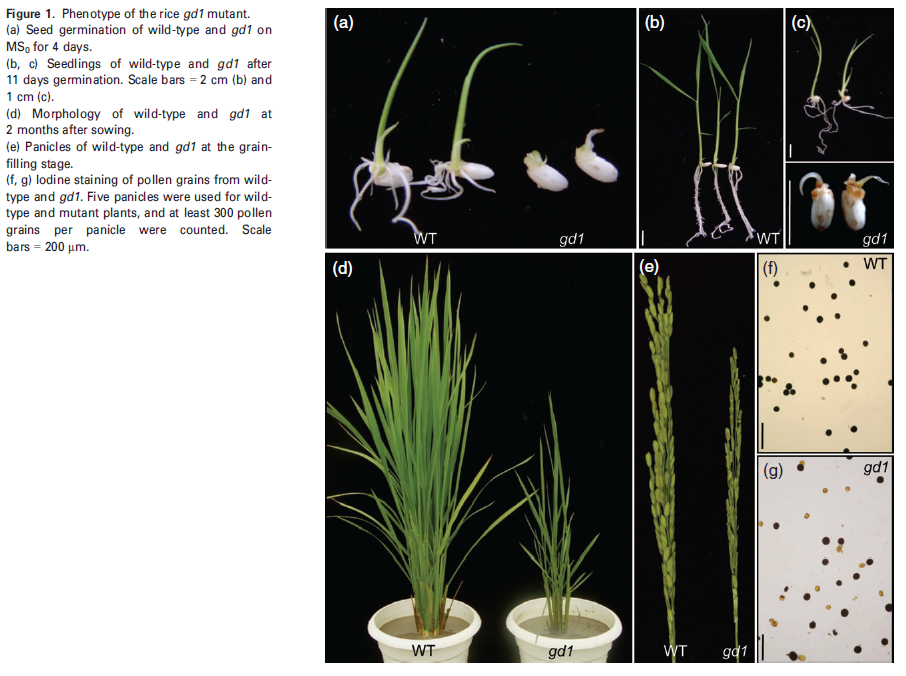 Figure 1. Phenotype of the rice gd1 mutant.
(a) Seed germination of wild-type and gd1 on
MS₀ for 4 days.
(b, c) Seedlings of wild-type and gd1 after
11 days germination. Scale bars = 2 cm (b) and
1 cm (c).
(d) Morphology of wild-type and gd1 at
2 months after sowing.
(e) Panicles of wild-type and gd1 at the grain-
filling stage.
(f, g) Iodine staining of pollen grains from wild-
type and gd1. Five panicles were used for wild-
type and mutant plants, and at least 300 pollen
grains per panicle were counted. Scale
bars = 200 μm.
(a)
WT
gd1
(b)
WT
(c)
gd1
(d)
WT
gd1
(e)
WT
gd1
(f)
WT
(g)
gd1